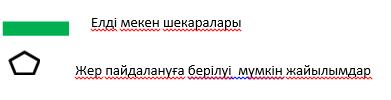 Елді мекен шекаралары
Жер пайдалануға берілуі мүмкін жайылымдар